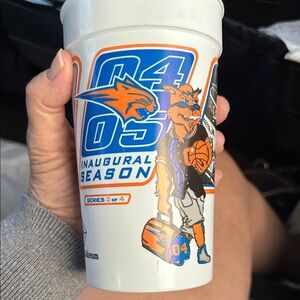 04
05
INAUGURAL
SEASON
SERIES 2 OF 4
04